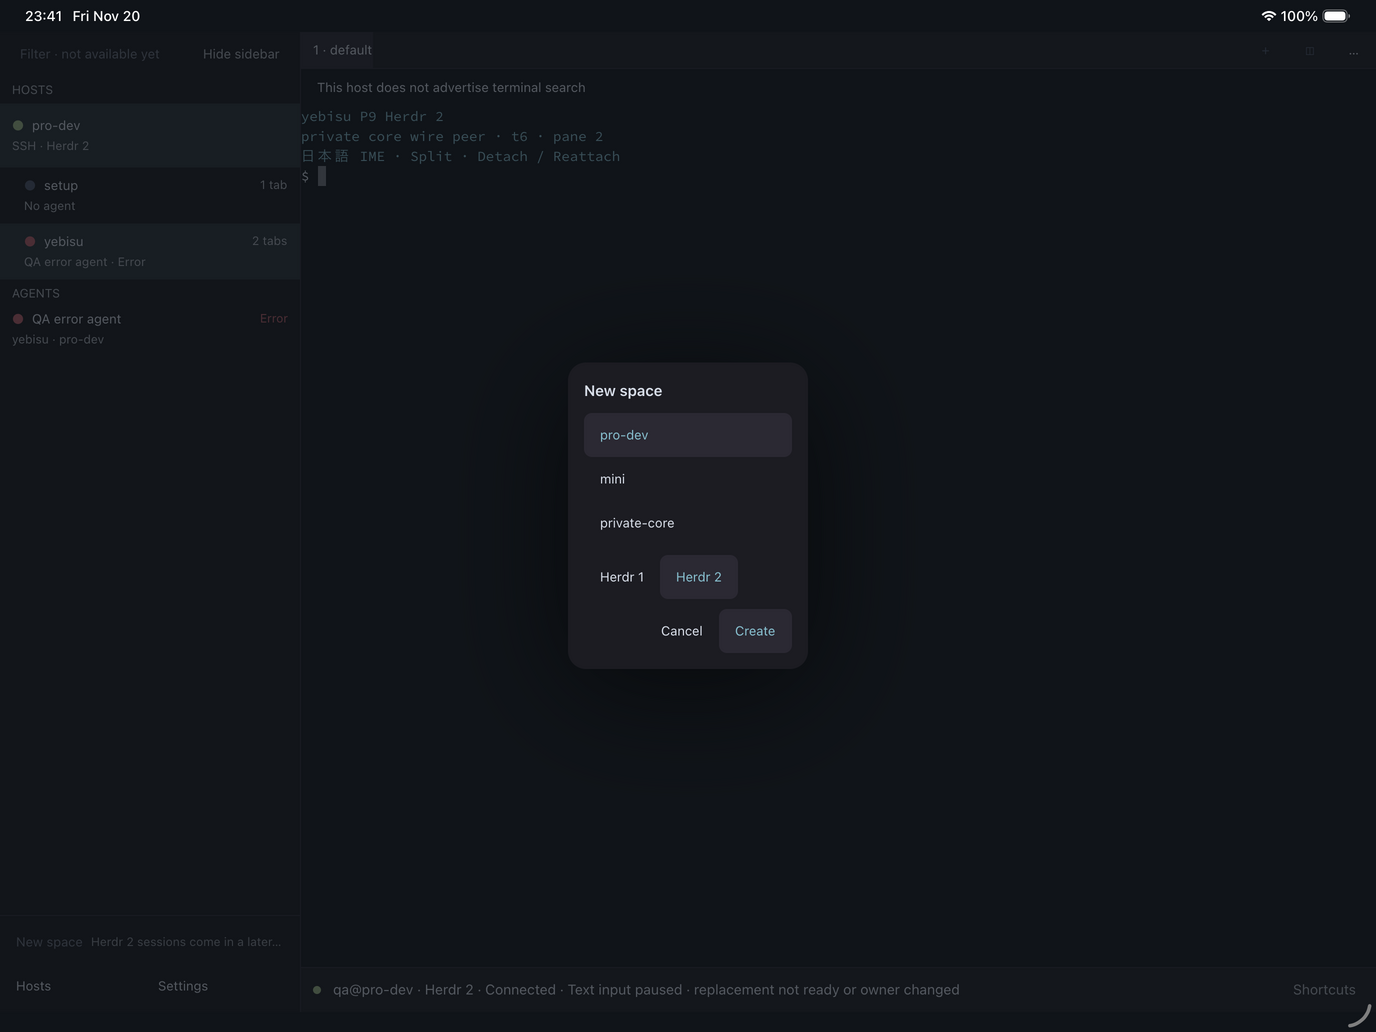 23:41 Fri Nov 20
100%
Filter · not available yet
Hide sidebar
HOSTS
pro-dev
SSH · Herdr 2
setup
1 tab
No agent
yebisu
2 tabs
QA error agent · Error
AGENTS
QA error agent
Error
yebisu · pro-dev
New space
Herdr 2 sessions come in a later...
Hosts
Settings
1 · default
+
...
This host does not advertise terminal search
yebisu P9 Herdr 2
private core wire peer · t6 · pane 2
日本語 IME · Split · Detach / Reattach
$
New space
pro-dev
mini
private-core
Herdr 1
Herdr 2
Cancel
Create
qa@pro-dev · Herdr 2 · Connected · Text input paused · replacement not ready or owner changed
Shortcuts